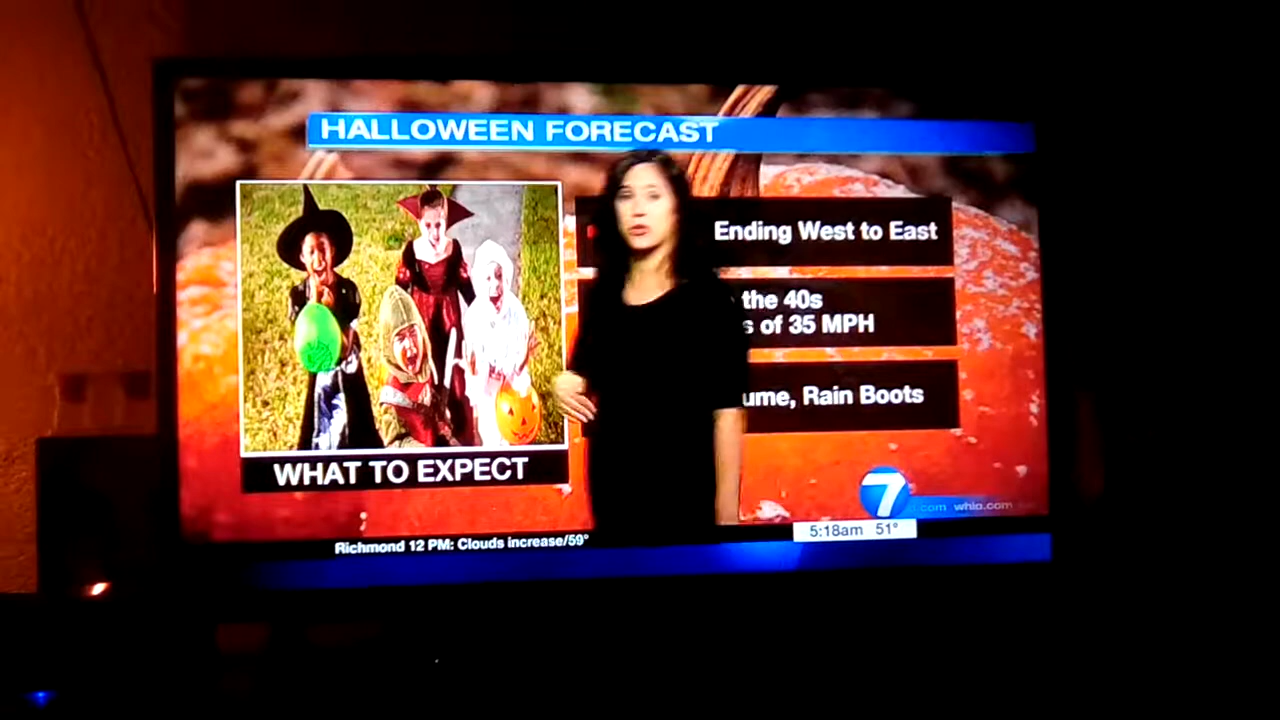 HALLOWEEN FORECAST
Ending West to East
the 40s
s of 35 MPH
ume, Rain Boots
WHAT TO EXPECT
7
.com whio.com
5:18am 51°
Richmond 12 PM: Clouds increase/59°